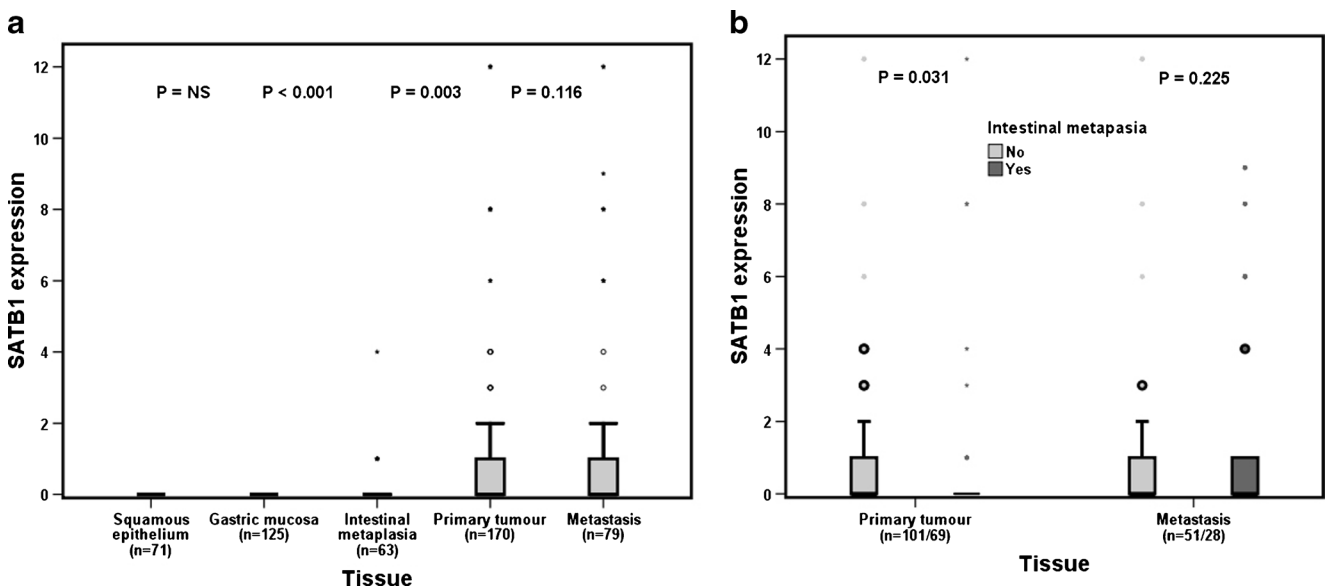 a
12
10
8
6
4
2
0
SATB1 expression
P = NS
P < 0.001
P = 0.003
P = 0.116
Squamous
epithelium
(n=71)
Gastric mucosa
(n=125)
Intestinal
metaplasia
(n=63)
Primary tumour
(n=170)
Metastasis
(n=79)
Tissue
b
12
10
8
6
4
2
0
SATB1 expression
P = 0.031
P = 0.225
Intestinal metapasia
No
Yes
Primary tumour
(n=101/69)
Metastasis
(n=51/28)
Tissue